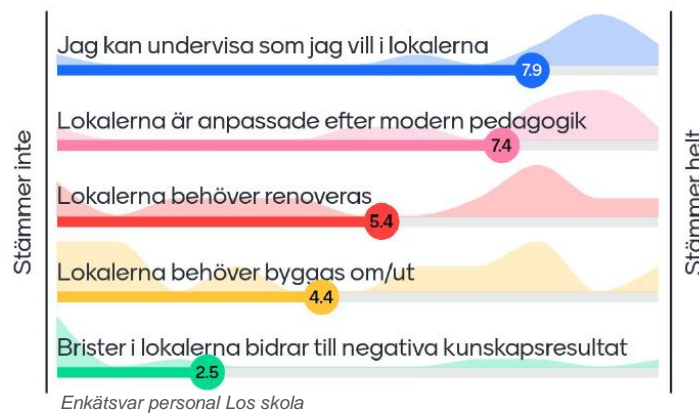 Jag kan undervisa som jag vill i lokalerna
7.9
Lokalerna är anpassade efter modern pedagogik
7.4
Lokalerna behöver renoveras
5.4
Lokalerna behöver byggas om/ut
4.4
Brister i lokalerna bidrar till negativa kunskapsresultat
2.5
Stämmer inte
Stämmer helt
Enkätsvar personal Los skola